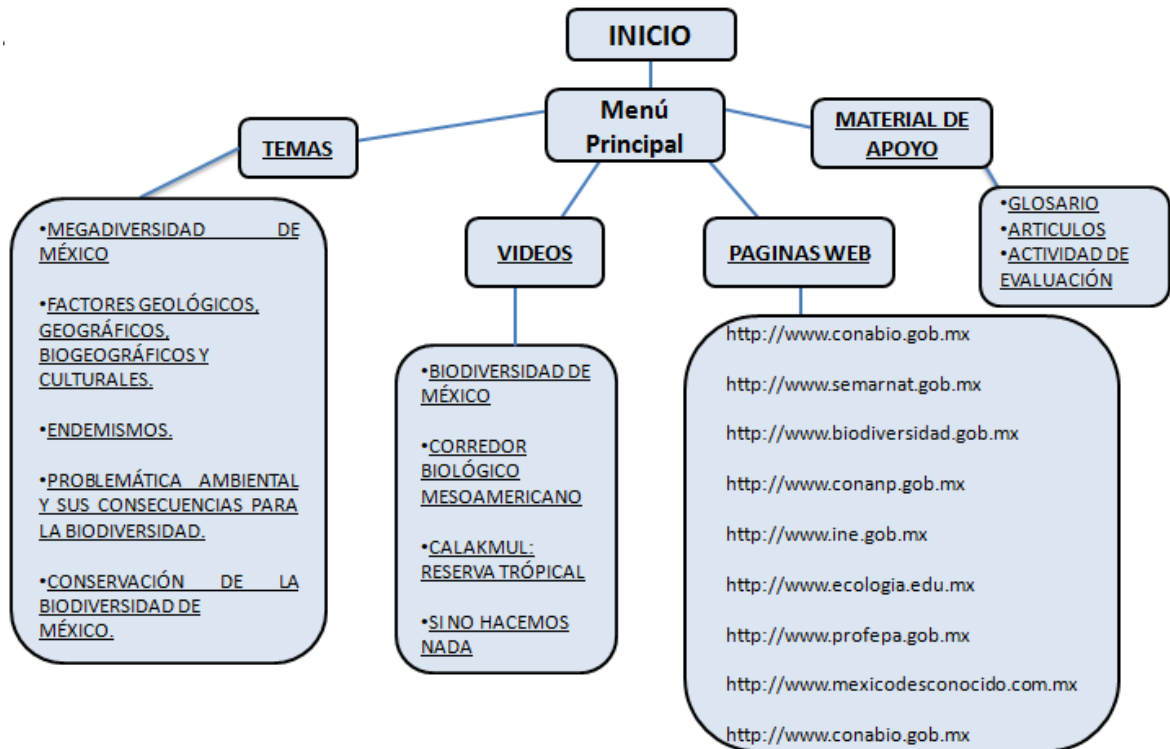 INICIO
Menú
Principal
TEMAS
•MEGADIVERSIDAD DE
MÉXICO
•FACTORES GEOLÓGICOS,
GEOGRÁFICOS,
BIOGEOGRÁFICOS Y
CULTURALES.
•ENDEMISMOS.
•PROBLEMÁTICA AMBIENTAL
Y SUS CONSECUENCIAS PARA
LA BIODIVERSIDAD.
•CONSERVACIÓN DE LA
BIODIVERSIDAD DE
MÉXICO.
VIDEOS
•BIODIVERSIDAD DE
MÉXICO
•CORREDOR
BIOLÓGICO
MESOAMERICANO
•CALAKMUL:
RESERVA TRÓPICAL
•SI NO HACEMOS
NADA
PAGINAS WEB
http://www.conabio.gob.mx
http://www.semarnat.gob.mx
http://www.biodiversidad.gob.mx
http://www.conanp.gob.mx
http://www.ine.gob.mx
http://www.ecologia.edu.mx
http://www.profepa.gob.mx
http://www.mexicodesconocido.com.mx
http://www.conabio.gob.mx
MATERIAL DE
APOYO
•GLOSARIO
•ARTICULOS
•ACTIVIDAD DE
EVALUACIÓN